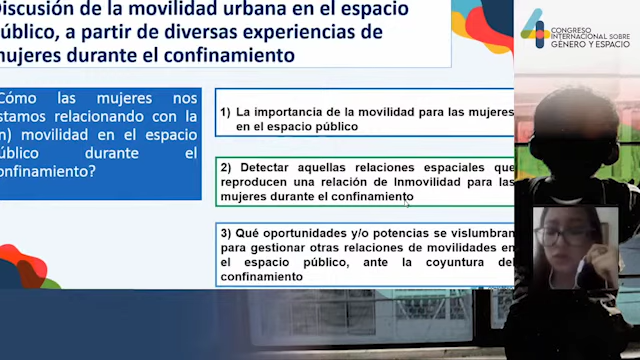 Discusión de la movilidad urbana en el espacio
público, a partir de diversas experiencias de
mujeres durante el confinamiento
Cómo las mujeres nos
estamos relacionando con la
(in) movilidad en el espacio
público durante el
confinamiento?
1) La importancia de la movilidad para las mujeres
en el espacio público
2) Detectar aquellas relaciones espaciales que
reproducen una relación de Inmovilidad para las
mujeres durante el confinamiento
3) Qué oportunidades y/o potencias se vislumbran
para gestionar otras relaciones de movilidades en
el espacio público, ante la coyuntura del
confinamiento
4 CONGRESO
INTERNACIONAL SOBRE
GÉNERO Y ESPACIO